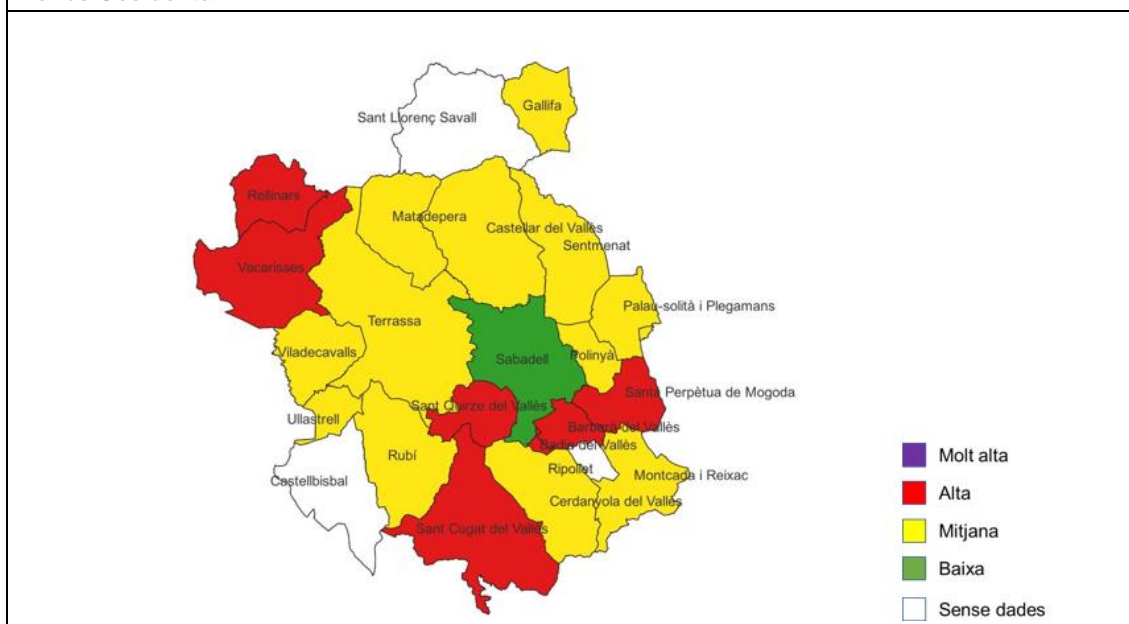 Gallifa
Sant Llorenç Savall
Rellinars
Matadepera
Castellar del Vallès
Sentmenat
Vacarisses
Palau-solità i Plegamans
Terrassa
Viladecavalls
Sabadell
Polinyà
Santa Perpètua de Mogoda
Sant Quirze del Vallès
Ullastrell
Barberà del Vallès
Badia del Vallès
Rubí
Ripollet
Montcada i Reixac
Castellbisbal
Cerdanyola del Vallès
Sant Cugat del Vallès
Molt alta
Alta
Mitjana
Baixa
Sense dades